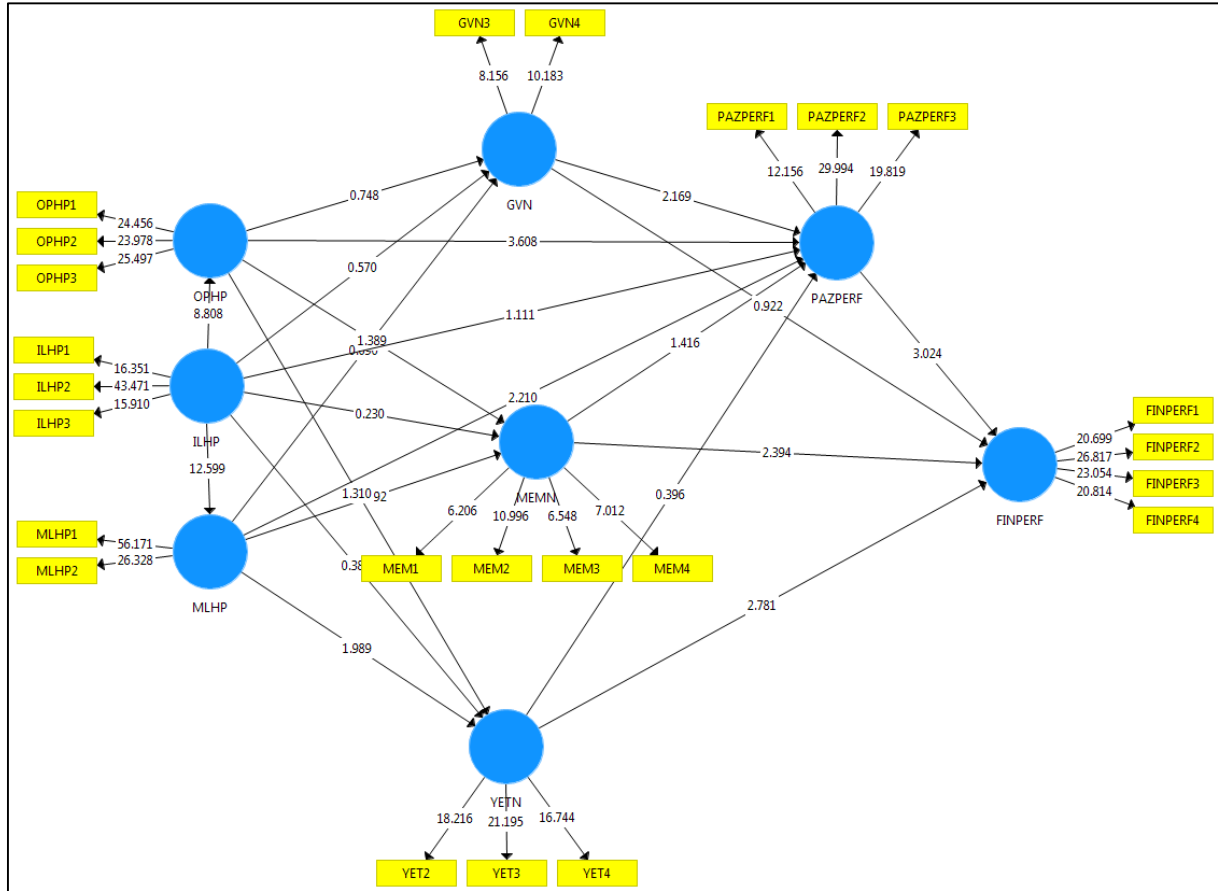 GVN3 GVN4
8.156 10.183
GVN
PAZPERF1 PAZPERF2 PAZPERF3
12.156 29.994 19.819
PAZPERF
OPHP1
OPHP2
OPHP3
24.456
23.978
25.497
OPHP
8.808
ILHP1
ILHP2
ILHP3
16.351
43.471
15.910
ILHP
12.599
MLHP1
MLHP2
56.171
26.328
MLHP
0.748
0.570
2.169
3.608
0.922
1.111
1.389
1.416
3.024
2.210
0.230
2.394
1.310
0.396
1.989
2.781
MEMN
6.206 10.996 6.548 7.012
MEM1 MEM2 MEM3 MEM4
FINPERF1
FINPERF2
FINPERF3
FINPERF4
20.699
26.817
23.054
20.814
FINPERF
YETN
18.216 21.195 16.744
YET2 YET3 YET4